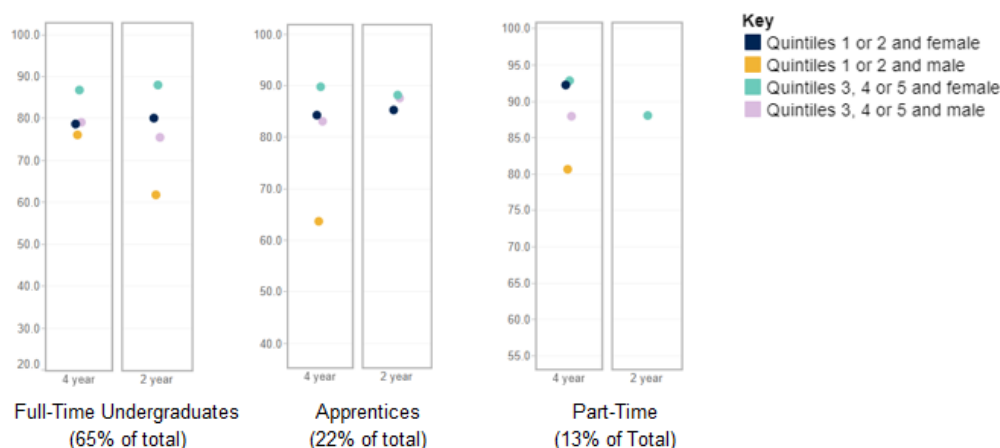 100.0
90.0
80.0
70.0
60.0
50.0
40.0
30.0
20.0
4 year
2 year
Full-Time Undergraduates
(65% of total)
100.0
90.0
80.0
70.0
60.0
50.0
40.0
4 year
2 year
Apprentices
(22% of total)
100.0
95.0
90.0
85.0
80.0
75.0
70.0
65.0
60.0
55.0
4 year
2 year
Part-Time
(13% of Total)
Key
Quintiles 1 or 2 and female
Quintiles 1 or 2 and male
Quintiles 3, 4 or 5 and female
Quintiles 3, 4 or 5 and male